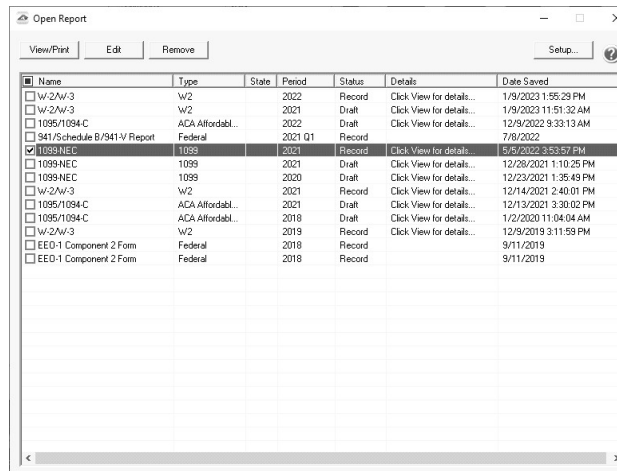 Open Report
View/Print Edit Remove Setup...
Name Type State Period Status Details Date Saved
W-2/W-3 W2 2022 Record Click View for details... 1/9/2023 1:55:29 PM
W-2/W-3 W2 2021 Draft Click View for details... 1/9/2023 11:51:32 AM
1095/1094-C ACA Affordabl... 2022 Draft Click View for details... 12/9/2022 9:33:13 AM
941/Schedule B/941-V Report Federal 2021 Q1 Record 7/8/2022
1099-NEC 1099 2021 Record Click View for details... 5/5/2022 3:53:57 PM
1099-NEC 1099 2021 Draft Click View for details... 12/28/2021 1:10:25 PM
1099-NEC 1099 2020 Draft Click View for details... 12/23/2021 1:35:49 PM
W-2/W-3 W2 2021 Record Click View for details... 12/14/2021 2:40:01 PM
1095/1094-C ACA Affordabl... 2021 Draft Click View for details... 12/13/2021 3:30:02 PM
1095/1094-C ACA Affordabl... 2018 Draft Click View for details... 1/2/2020 11:04:04 AM
W-2/W-3 W2 2019 Record Click View for details... 12/9/2019 3:11:59 PM
EEO-1 Component 2 Form Federal 2018 Record 9/11/2019
EEO-1 Component 2 Form Federal 2018 Record 9/11/2019